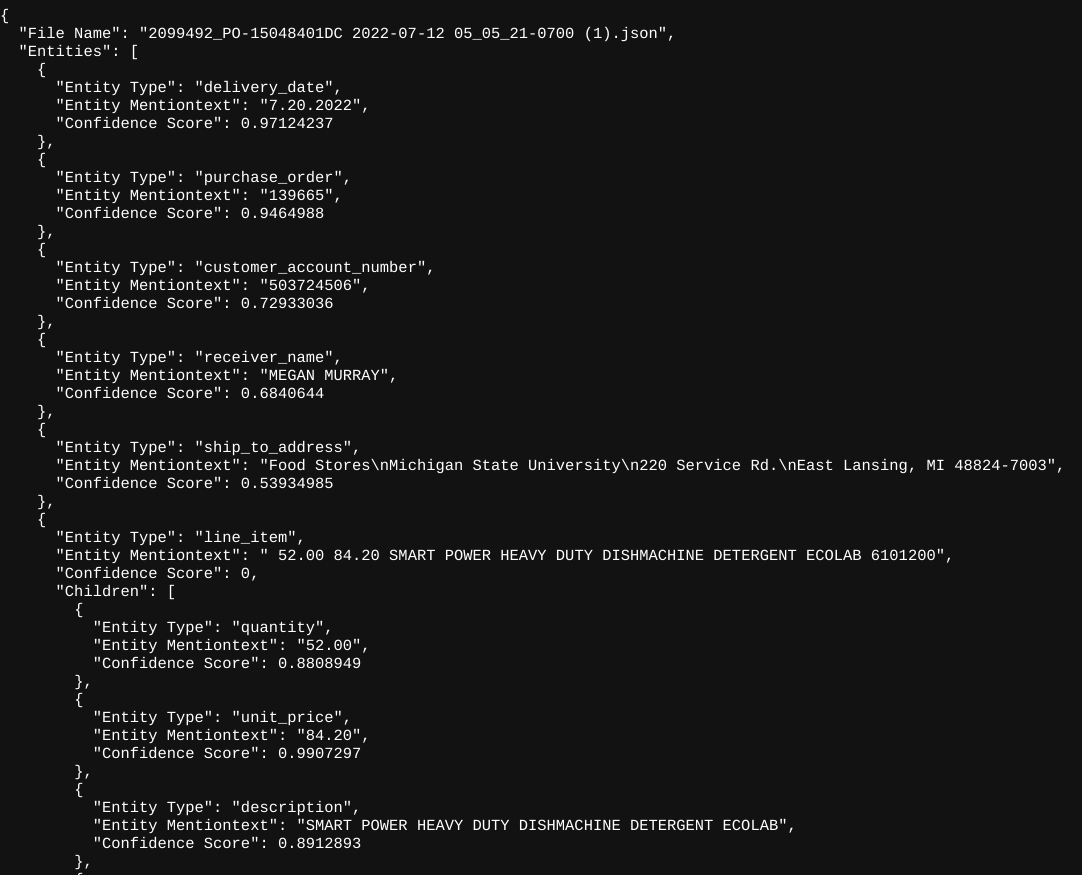 {
  "File Name": "2099492_PO-15048401DC 2022-07-12 05_05_21-0700 (1).json",
  "Entities": [
    {
      "Entity Type": "delivery_date",
      "Entity Mentiontext": "7.20.2022",
      "Confidence Score": 0.97124237
    },
    {
      "Entity Type": "purchase_order",
      "Entity Mentiontext": "139665",
      "Confidence Score": 0.9464988
    },
    {
      "Entity Type": "customer_account_number",
      "Entity Mentiontext": "503724506",
      "Confidence Score": 0.72933036
    },
    {
      "Entity Type": "receiver_name",
      "Entity Mentiontext": "MEGAN MURRAY",
      "Confidence Score": 0.6840644
    },
    {
      "Entity Type": "ship_to_address",
      "Entity Mentiontext": "Food Stores\nMichigan State University\n220 Service Rd.\nEast Lansing, MI 48824-7003",
      "Confidence Score": 0.53934985
    },
    {
      "Entity Type": "line_item",
      "Entity Mentiontext": " 52.00 84.20 SMART POWER HEAVY DUTY DISHMACHINE DETERGENT ECOLAB 6101200",
      "Confidence Score": 0,
      "Children": [
        {
          "Entity Type": "quantity",
          "Entity Mentiontext": "52.00",
          "Confidence Score": 0.8808949
        },
        {
          "Entity Type": "unit_price",
          "Entity Mentiontext": "84.20",
          "Confidence Score": 0.9907297
        },
        {
          "Entity Type": "description",
          "Entity Mentiontext": "SMART POWER HEAVY DUTY DISHMACHINE DETERGENT ECOLAB",
          "Confidence Score": 0.8912893
        },